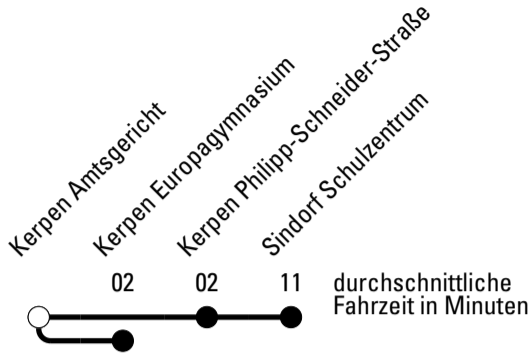 Kerpen Amtsgericht
Kerpen Europagymnasium
Kerpen Philipp-Schneider-Straße
Sindorf Schulzentrum
02 02 11 durchschnittliche
Fahrzeit in Minuten